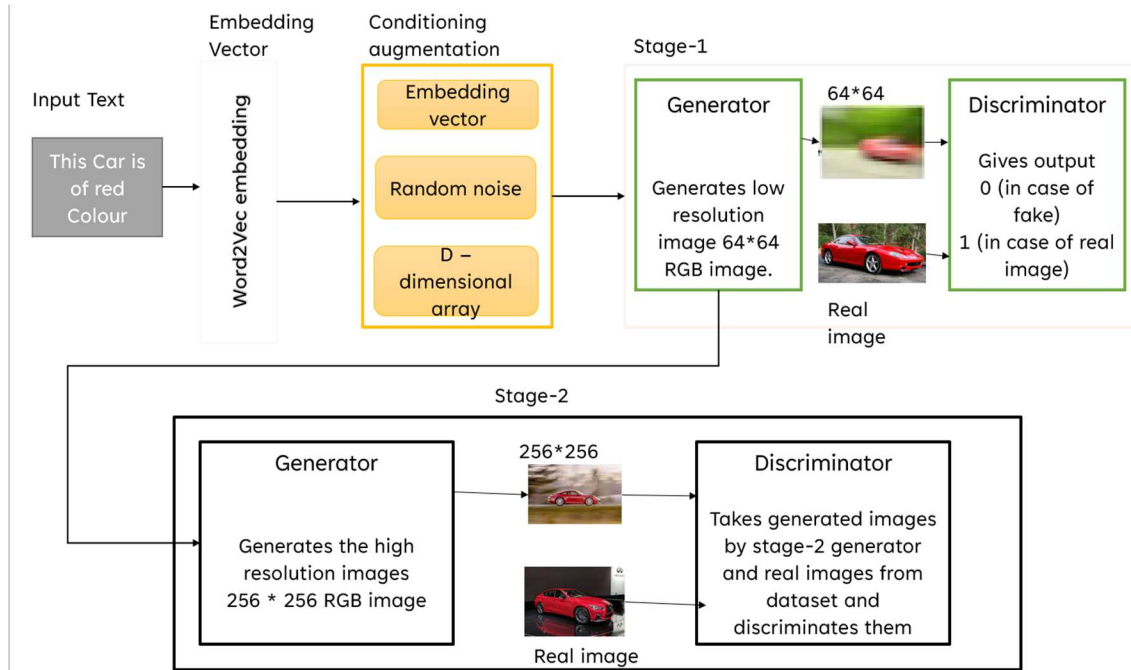 Embedding
Vector
Conditioning
augmentation
Stage-1
Input Text
This Car is
of red
Colour
Word2Vec embedding
Embedding
vector
Random noise
D –
dimensional
array
Generator
Generates low
resolution
image 64*64
RGB image.
64*64
Real
image
Discriminator
Gives output
0 (in case of
fake)
1 (in case of real
image)
Stage-2
Generator
Generates the high
resolution images
256 * 256 RGB image
256*256
Real image
Discriminator
Takes generated images
by stage-2 generator
and real images from
dataset and
discriminates them